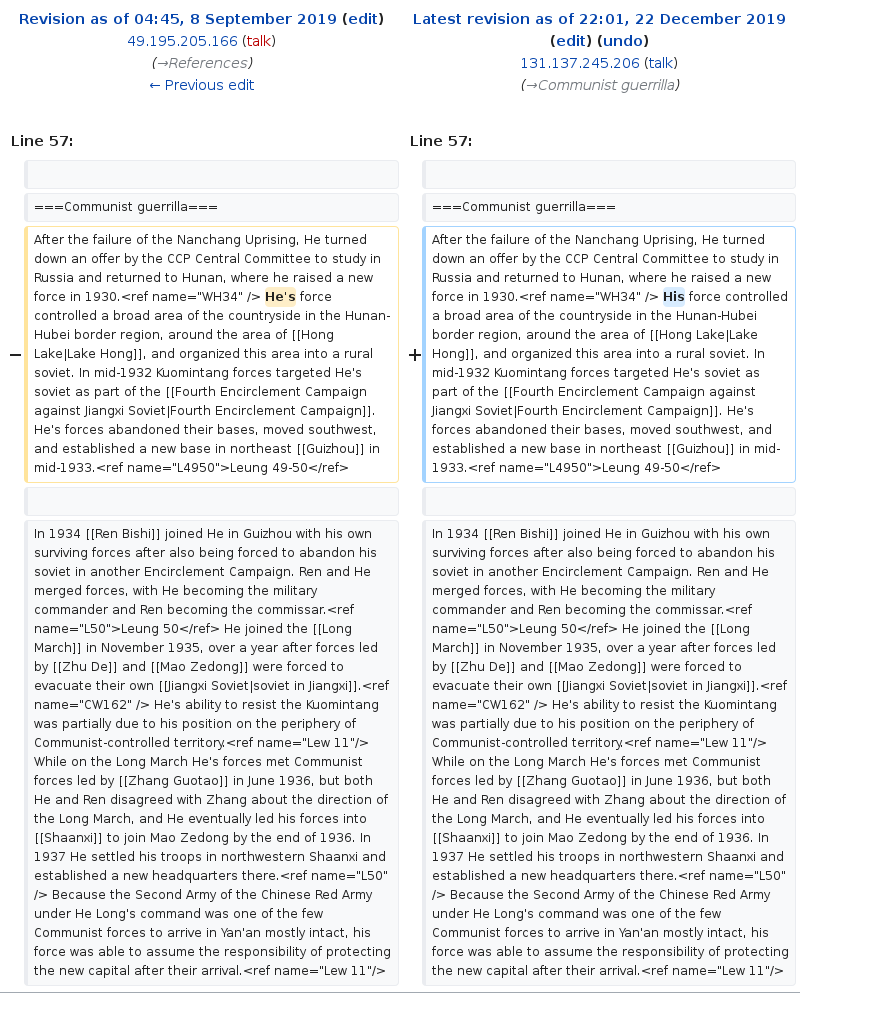 Revision as of 04:45, 8 September 2019 (edit)
49.195.205.166 (talk)
(→References)
← Previous edit
Latest revision as of 22:01, 22 December 2019
(edit) (undo)
131.137.245.206 (talk)
(→Communist guerrilla)
Line 57:
Line 57:
===Communist guerrilla===
===Communist guerrilla===
−
After the failure of the Nanchang Uprising, He turned
down an offer by the CCP Central Committee to study in
Russia and returned to Hunan, where he raised a new
force in 1930.<ref name="WH34" /> He's force
controlled a broad area of the countryside in the Hunan-
Hubei border region, around the area of [[Hong
Lake|Lake Hong]], and organized this area into a rural
soviet. In mid-1932 Kuomintang forces targeted He's
soviet as part of the [[Fourth Encirclement Campaign
against Jiangxi Soviet|Fourth Encirclement Campaign]].
He's forces abandoned their bases, moved southwest,
and established a new base in northeast [[Guizhou]] in
mid-1933.<ref name="L4950">Leung 49-50</ref>
+
After the failure of the Nanchang Uprising, He turned
down an offer by the CCP Central Committee to study in
Russia and returned to Hunan, where he raised a new
force in 1930.<ref name="WH34" /> His force controlled
a broad area of the countryside in the Hunan-Hubei
border region, around the area of [[Hong Lake|Lake
Hong]], and organized this area into a rural soviet. In
mid-1932 Kuomintang forces targeted He's soviet as
part of the [[Fourth Encirclement Campaign against
Jiangxi Soviet|Fourth Encirclement Campaign]]. He's
forces abandoned their bases, moved southwest, and
established a new base in northeast [[Guizhou]] in mid-
1933.<ref name="L4950">Leung 49-50</ref>
In 1934 [[Ren Bishi]] joined He in Guizhou with his own
surviving forces after also being forced to abandon his
soviet in another Encirclement Campaign. Ren and He
merged forces, with He becoming the military
commander and Ren becoming the commissar.<ref
name="L50">Leung 50</ref> He joined the [[Long
March]] in November 1935, over a year after forces led
by [[Zhu De]] and [[Mao Zedong]] were forced to
evacuate their own [[Jiangxi Soviet|soviet in Jiangxi]].<ref
name="CW162" /> He's ability to resist the Kuomintang
was partially due to his position on the periphery of
Communist-controlled territory.<ref name="Lew 11"/>
While on the Long March He's forces met Communist
forces led by [[Zhang Guotao]] in June 1936, but both
He and Ren disagreed with Zhang about the direction of
the Long March, and He eventually led his forces into
[[Shaanxi]] to join Mao Zedong by the end of 1936. In
1937 He settled his troops in northwestern Shaanxi and
established a new headquarters there.<ref name="L50"
/> Because the Second Army of the Chinese Red Army
under He Long's command was one of the few
Communist forces to arrive in Yan'an mostly intact, his
force was able to assume the responsibility of protecting
the new capital after their arrival.<ref name="Lew 11"/>
In 1934 [[Ren Bishi]] joined He in Guizhou with his own
surviving forces after also being forced to abandon his
soviet in another Encirclement Campaign. Ren and He
merged forces, with He becoming the military
commander and Ren becoming the commissar.<ref
name="L50">Leung 50</ref> He joined the [[Long
March]] in November 1935, over a year after forces led
by [[Zhu De]] and [[Mao Zedong]] were forced to
evacuate their own [[Jiangxi Soviet|soviet in Jiangxi]].<ref
name="CW162" /> He's ability to resist the Kuomintang
was partially due to his position on the periphery of
Communist-controlled territory.<ref name="Lew 11"/>
While on the Long March He's forces met Communist
forces led by [[Zhang Guotao]] in June 1936, but both
He and Ren disagreed with Zhang about the direction of
the Long March, and He eventually led his forces into
[[Shaanxi]] to join Mao Zedong by the end of 1936. In
1937 He settled his troops in northwestern Shaanxi and
established a new headquarters there.<ref name="L50"
/> Because the Second Army of the Chinese Red Army
under He Long's command was one of the few
Communist forces to arrive in Yan'an mostly intact, his
force was able to assume the responsibility of protecting
the new capital after their arrival.<ref name="Lew 11"/>